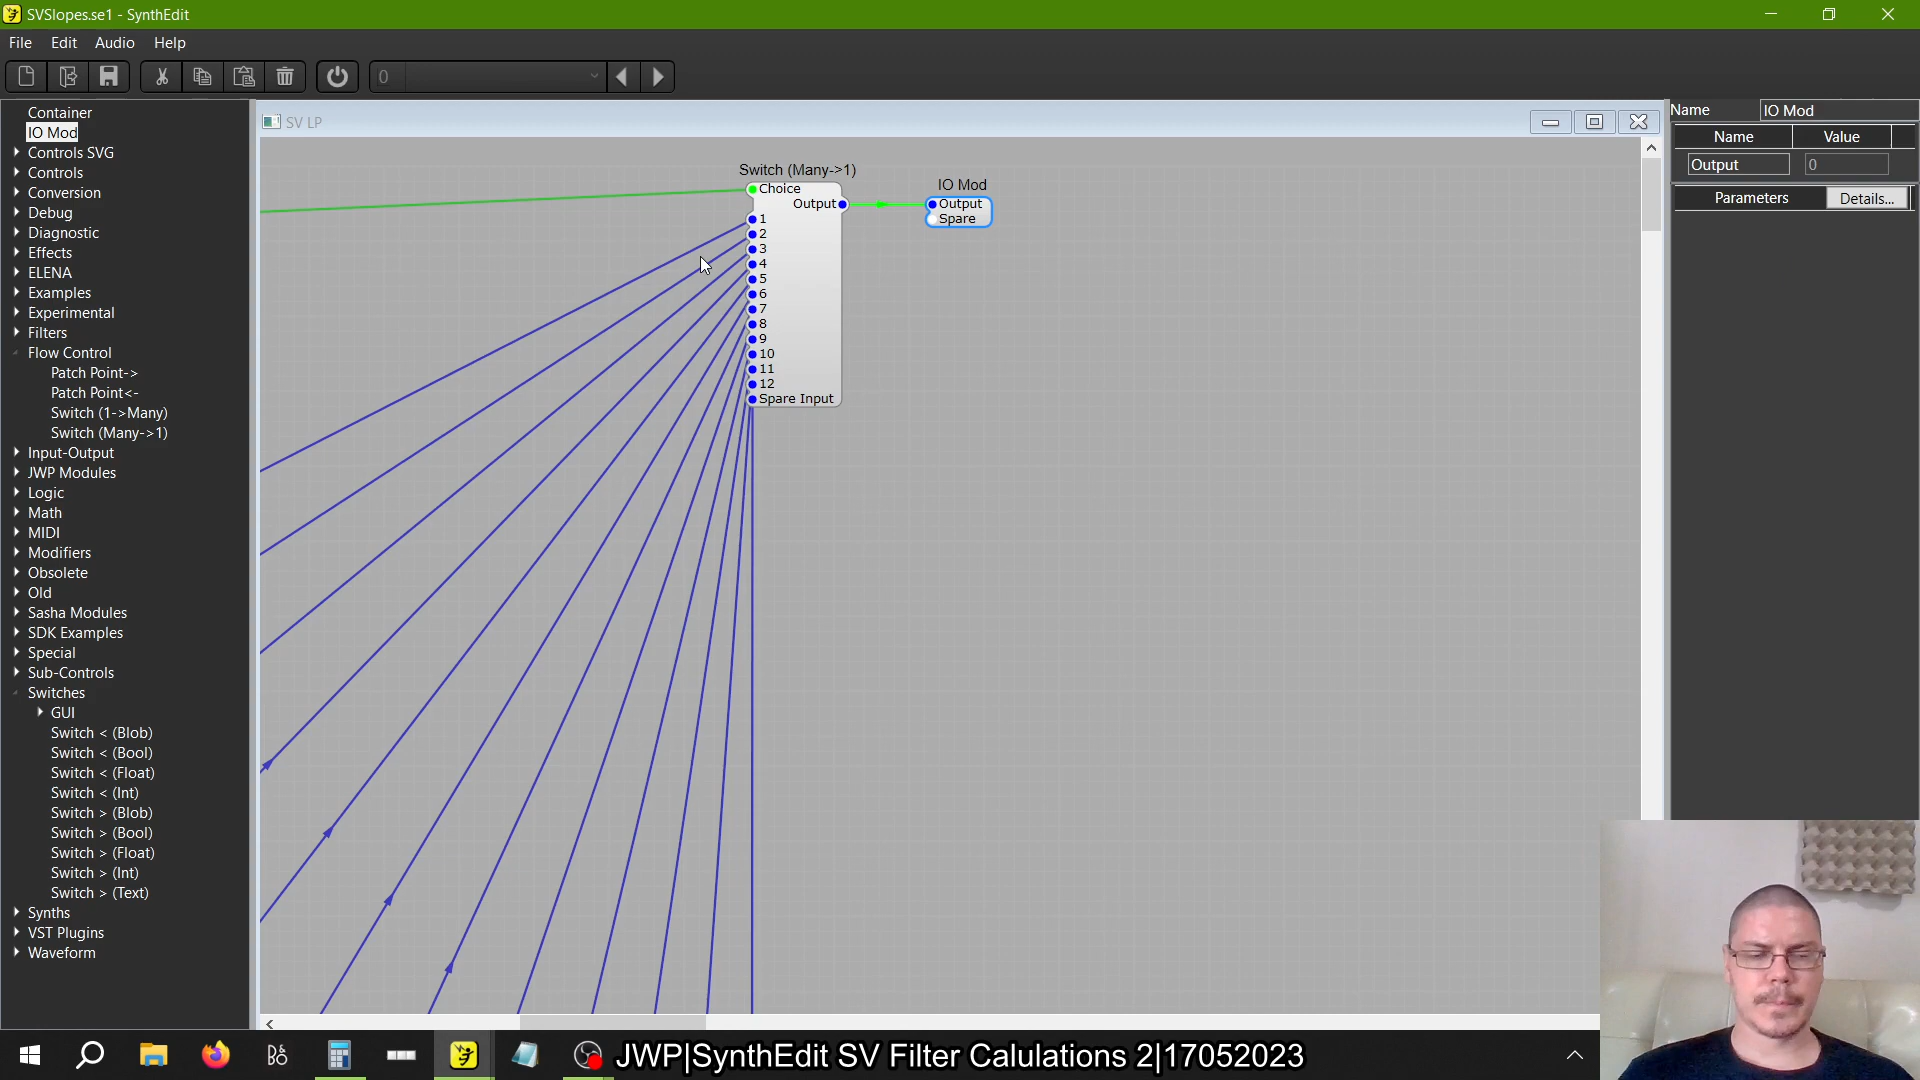 SVSlopes.se1 - SynthEdit
File Edit Audio Help
0
Container
IO Mod
Controls SVG
Controls
Conversion
Debug
Diagnostic
Effects
ELENA
Examples
Experimental
Filters
Flow Control
Patch Point->
Patch Point<-
Switch (1->Many)
Switch (Many->1)
Input-Output
JWP Modules
Logic
Math
MIDI
Modifiers
Obsolete
Old
Sasha Modules
SDK Examples
Special
Sub-Controls
Switches
GUI
Switch < (Blob)
Switch < (Bool)
Switch < (Float)
Switch < (Int)
Switch > (Blob)
Switch > (Bool)
Switch > (Float)
Switch > (Int)
Switch > (Text)
Synths
VST Plugins
Waveform
SV LP
Switch (Many->1)
Choice
Output
1
2
3
4
5
6
7
8
9
10
11
12
Spare Input
IO Mod
Output
Spare
Name IO Mod
Name Value
Output 0
Parameters Details...
JWP|SynthEdit SV Filter Calulations 2|17052023